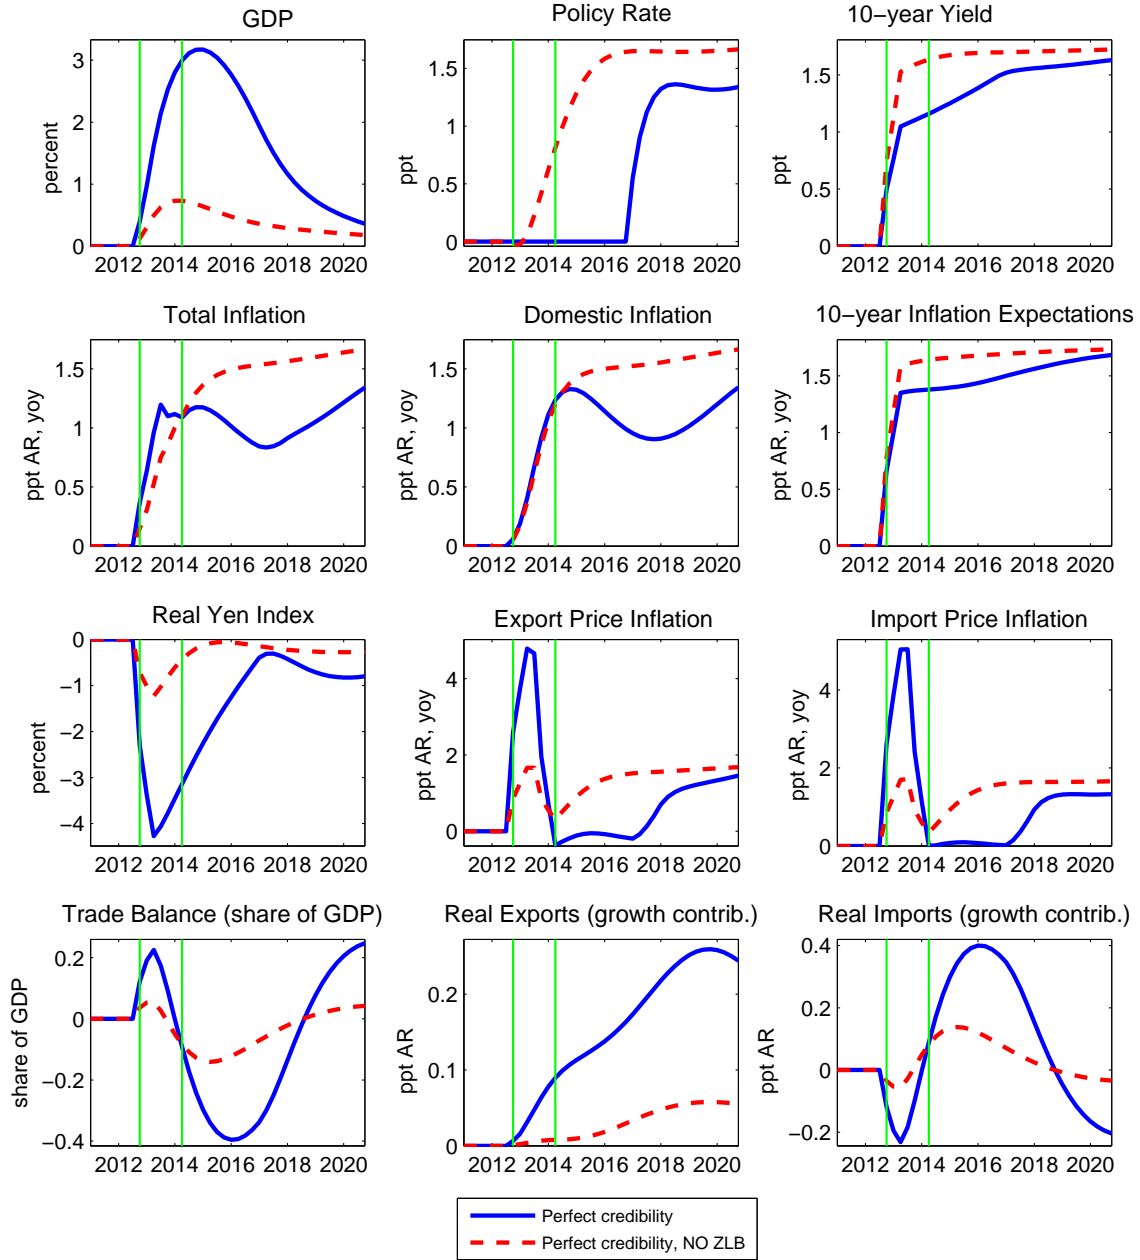 GDP
Policy Rate
10−year Yield
percent
3
2
1
0
2012 2014 2016 2018 2020
ppt
1.5
1
0.5
0
2012 2014 2016 2018 2020
ppt
1.5
1
0.5
0
2012 2014 2016 2018 2020
Total Inflation
Domestic Inflation
10−year Inflation Expectations
ppt AR, yoy
1.5
1
0.5
0
2012 2014 2016 2018 2020
ppt AR, yoy
1.5
1
0.5
0
2012 2014 2016 2018 2020
ppt AR, yoy
1.5
1
0.5
0
2012 2014 2016 2018 2020
Real Yen Index
Export Price Inflation
Import Price Inflation
percent
0
−1
−2
−3
−4
2012 2014 2016 2018 2020
ppt AR, yoy
4
2
0
2012 2014 2016 2018 2020
ppt AR, yoy
4
2
0
2012 2014 2016 2018 2020
Trade Balance (share of GDP)
Real Exports (growth contrib.)
Real Imports (growth contrib.)
share of GDP
0.2
0
−0.2
−0.4
2012 2014 2016 2018 2020
ppt AR
0.2
0.1
0
2012 2014 2016 2018 2020
ppt AR
0.4
0.2
0
−0.2
2012 2014 2016 2018 2020
Perfect credibility
Perfect credibility, NO ZLB